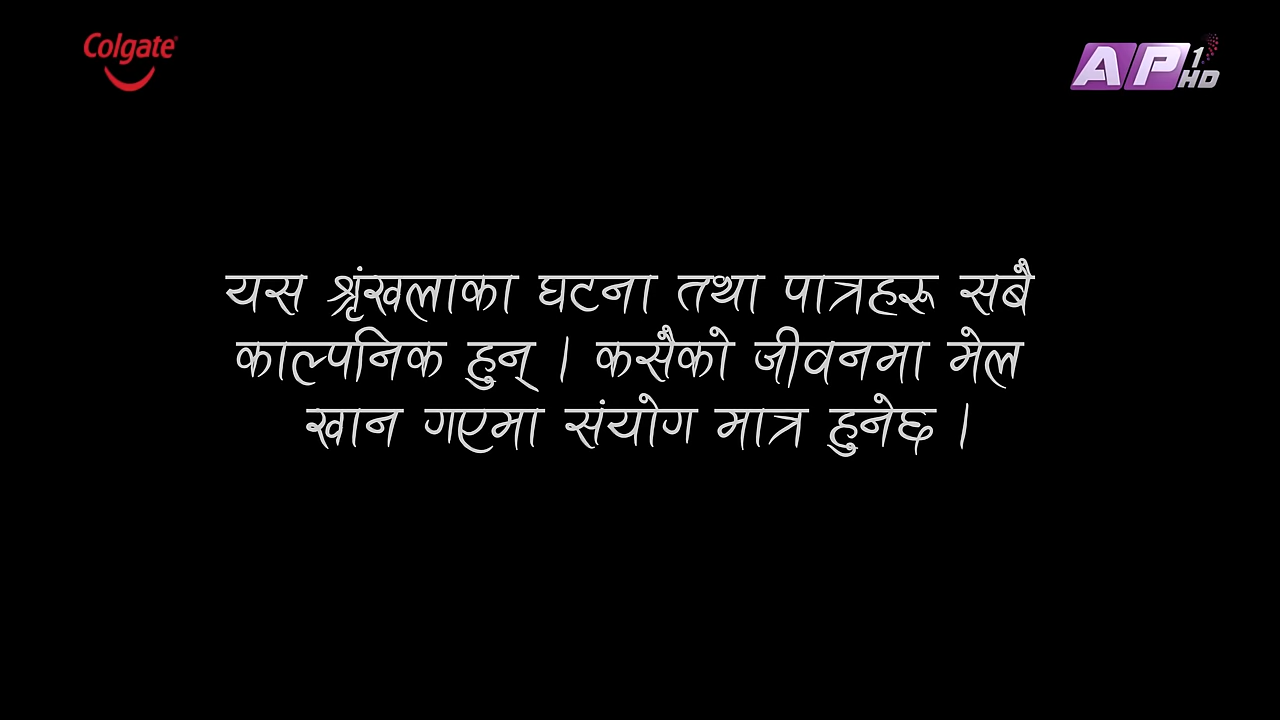 Colgate
AP1 HD
यस श्रृंखलाका घटना तथा पात्रहरू सबै
काल्पनिक हुन् ।  कसैको जीवनमा मेल
खान गएमा संयोग मात्र हुनेछ ।